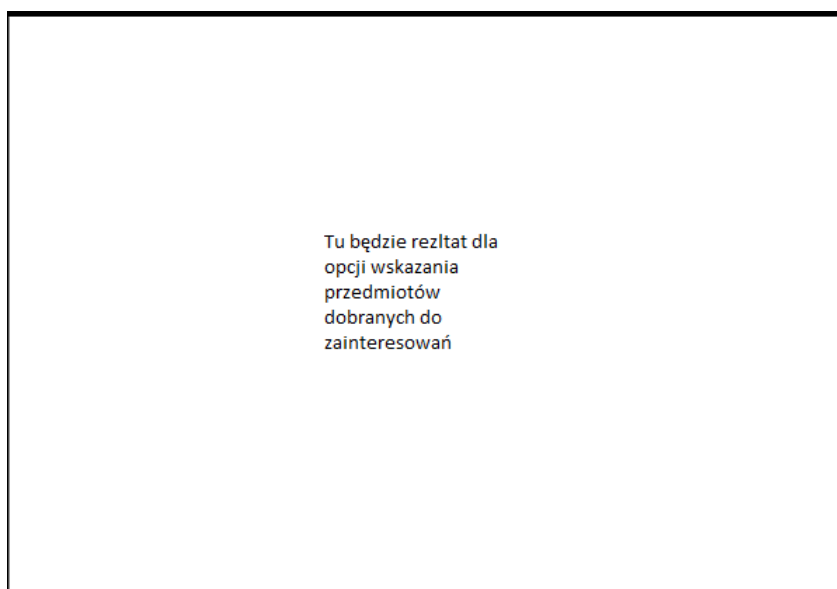 Tu będzie rezltat dla
opcji wskazania
przedmiotów
dobranych do
zainteresowań